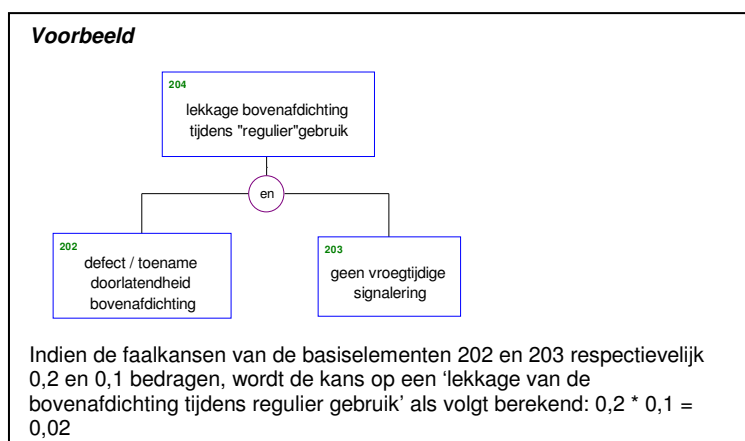 Voorbeeld
204
lekkage bovenafdichting
tijdens "regulier"gebruik
en
202
defect / toename
doorlatendheid
bovenafdichting
203
geen vroegtijdige
signalering
Indien de faalkansen van de basiselementen 202 en 203 respectievelijk
0,2 en 0,1 bedragen, wordt de kans op een ‘lekkage van de
bovenafdichting tijdens regulier gebruik’ als volgt berekend: 0,2 * 0,1 =
0,02